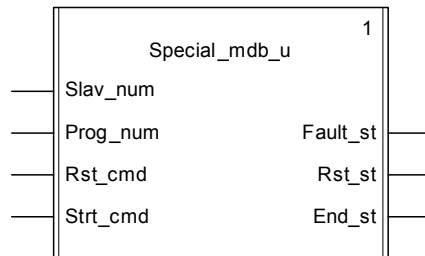 1
Special_mdb_u
Slav_num
Prog_num Fault_st
Rst_cmd Rst_st
Strt_cmd End_st